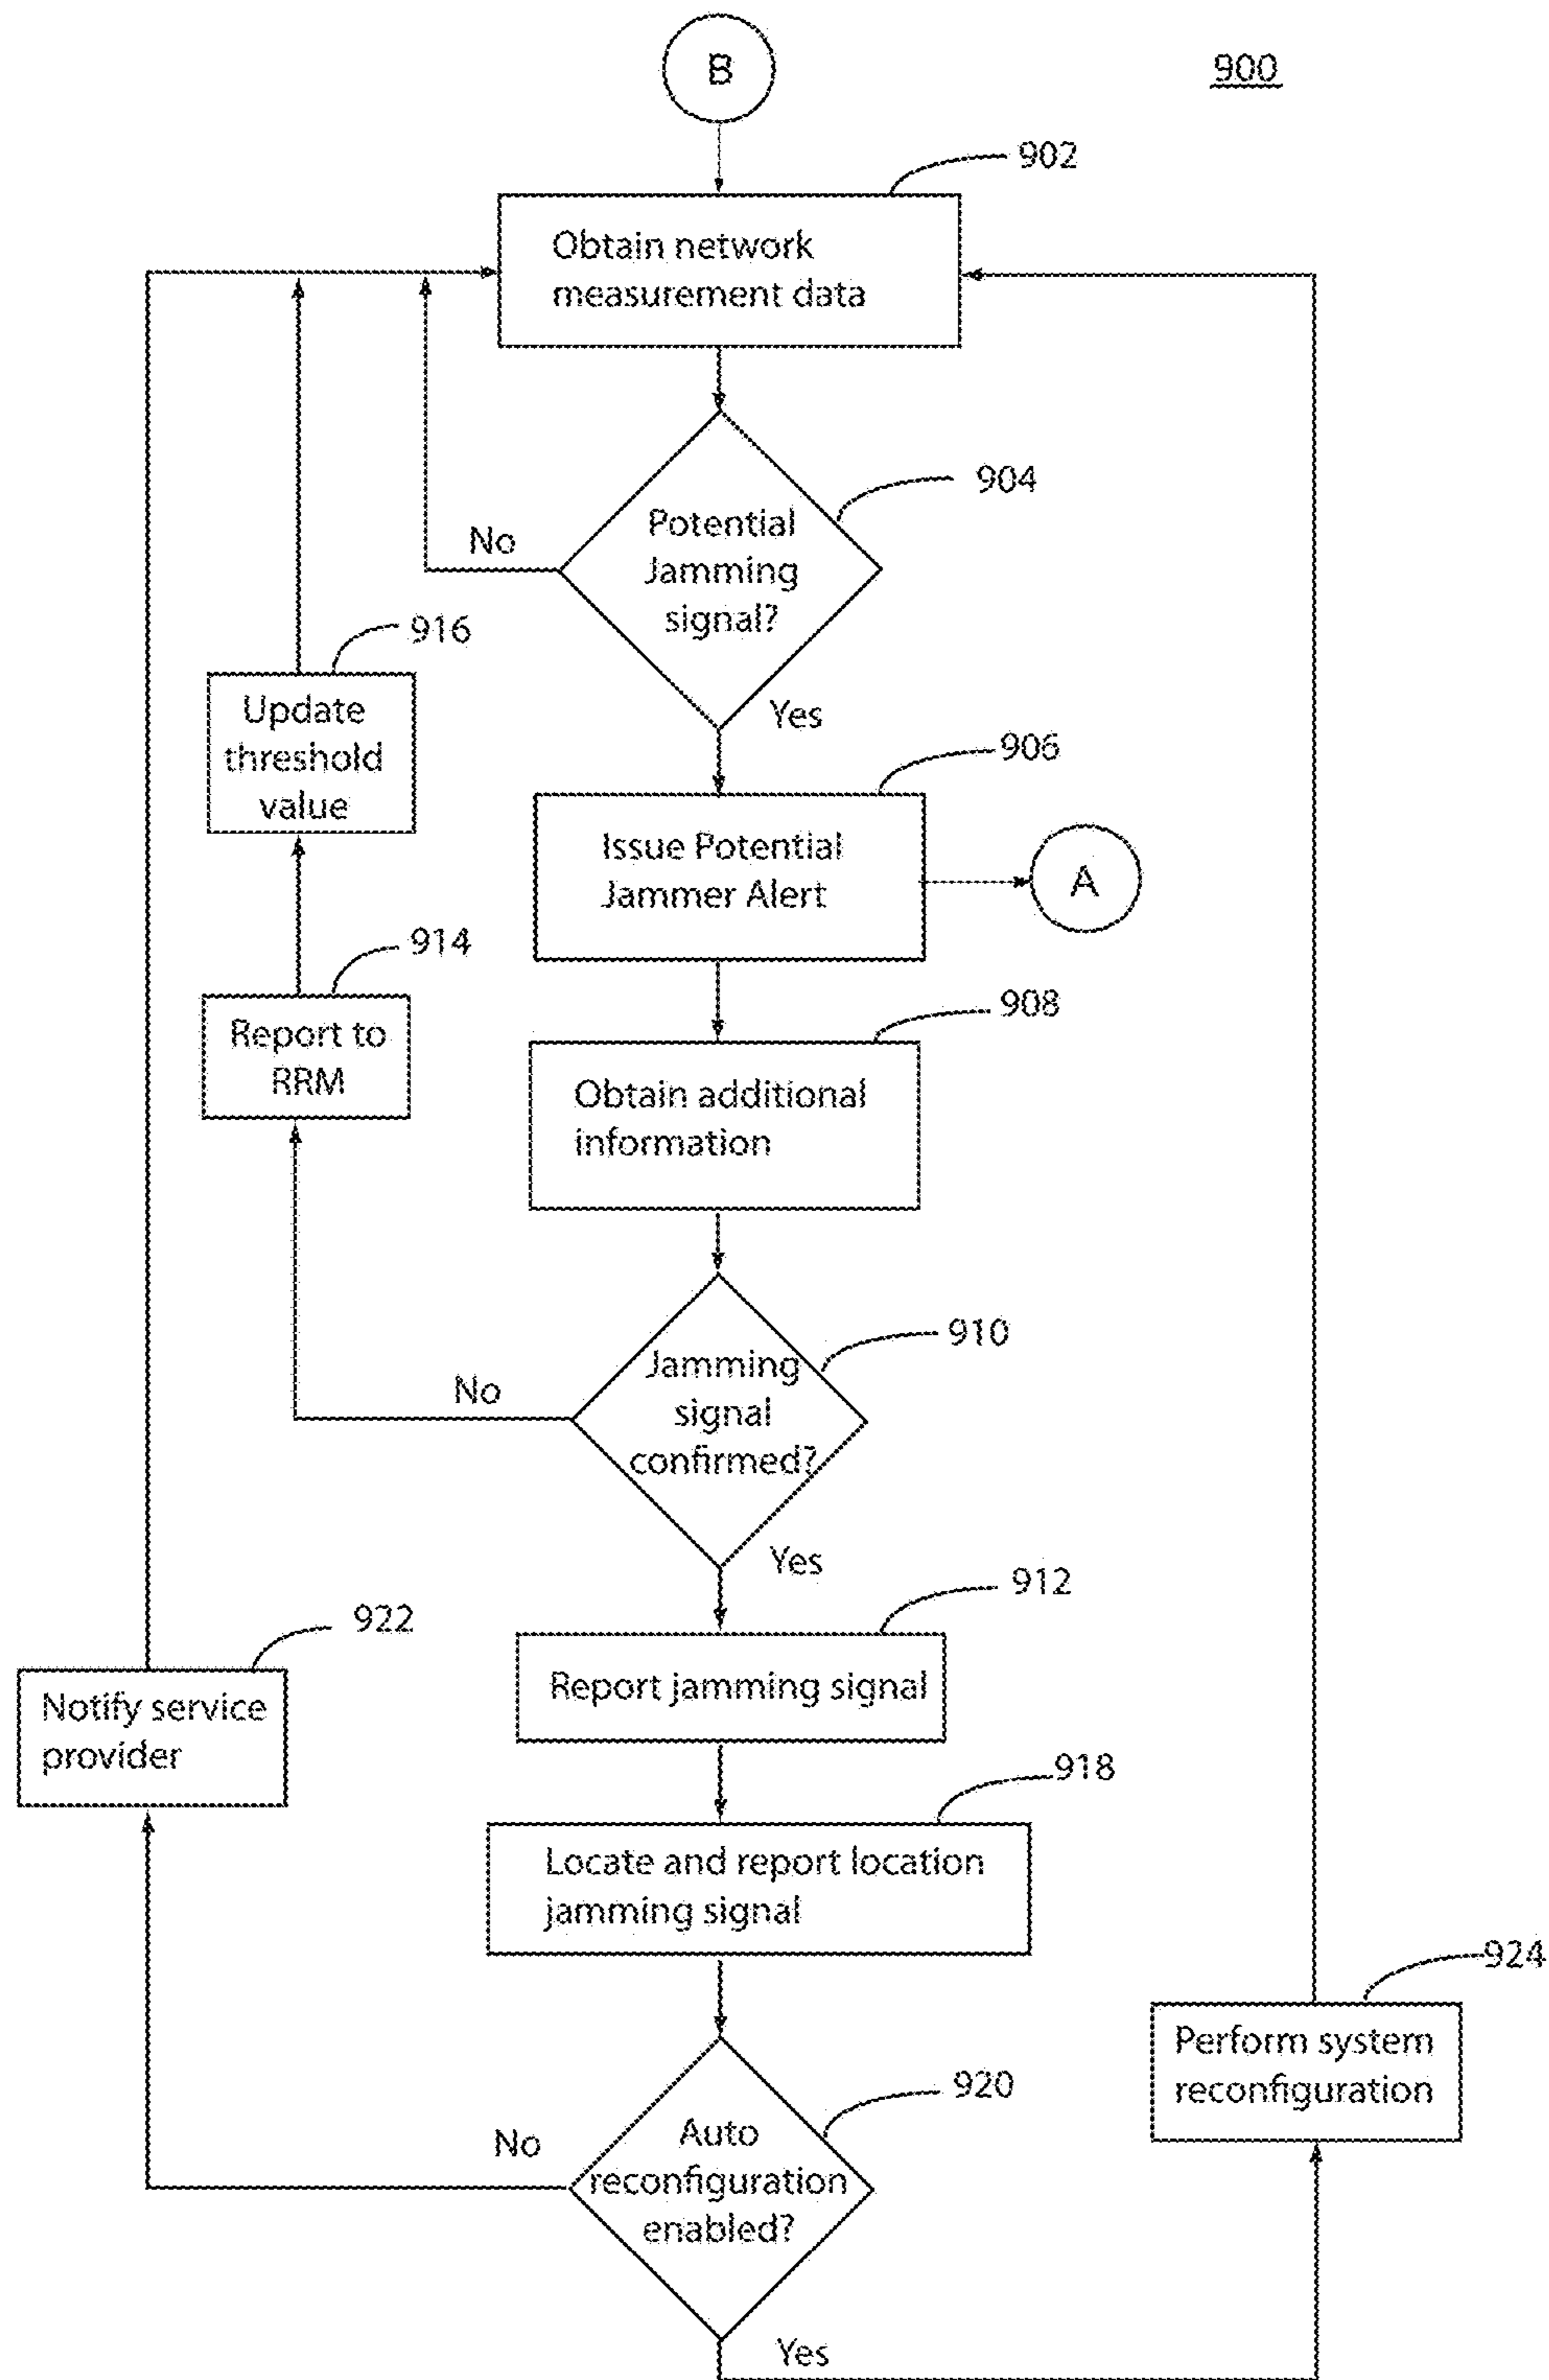 B
900
902
Obtain network
measurement data
904
Potential
Jamming
signal?
No
Yes
916
Update
threshold
value
906
Issue Potential
Jammer Alert
A
914
Report to
RRM
908
Obtain additional
information
910
Jamming
signal
confirmed?
No
Yes
912
Report jamming signal
922
Notify service
provider
918
Locate and report location
jamming signal
924
Perform system
reconfiguration
920
Auto
reconfiguration
enabled?
No
Yes